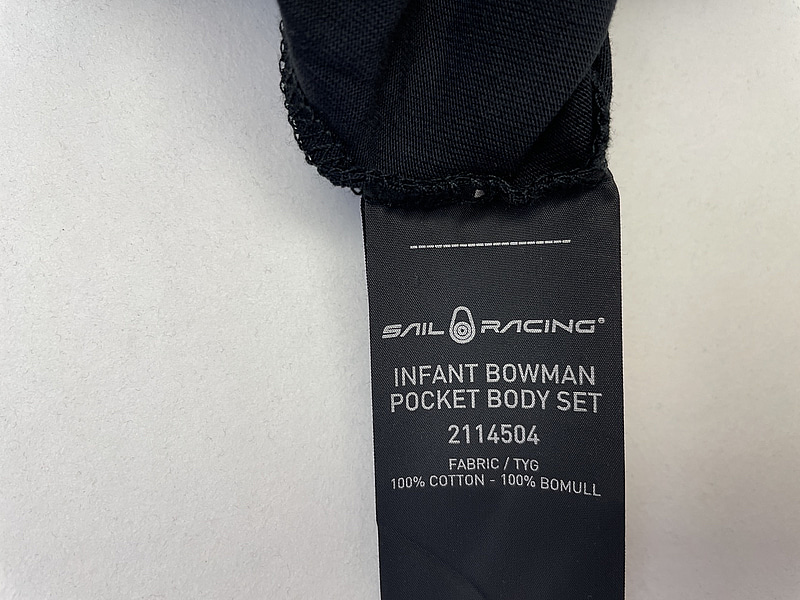 SAIL RACING®
INFANT BOWMAN
POCKET BODY SET
2114504
FABRIC / TYG
100% COTTON - 100% BOMULL